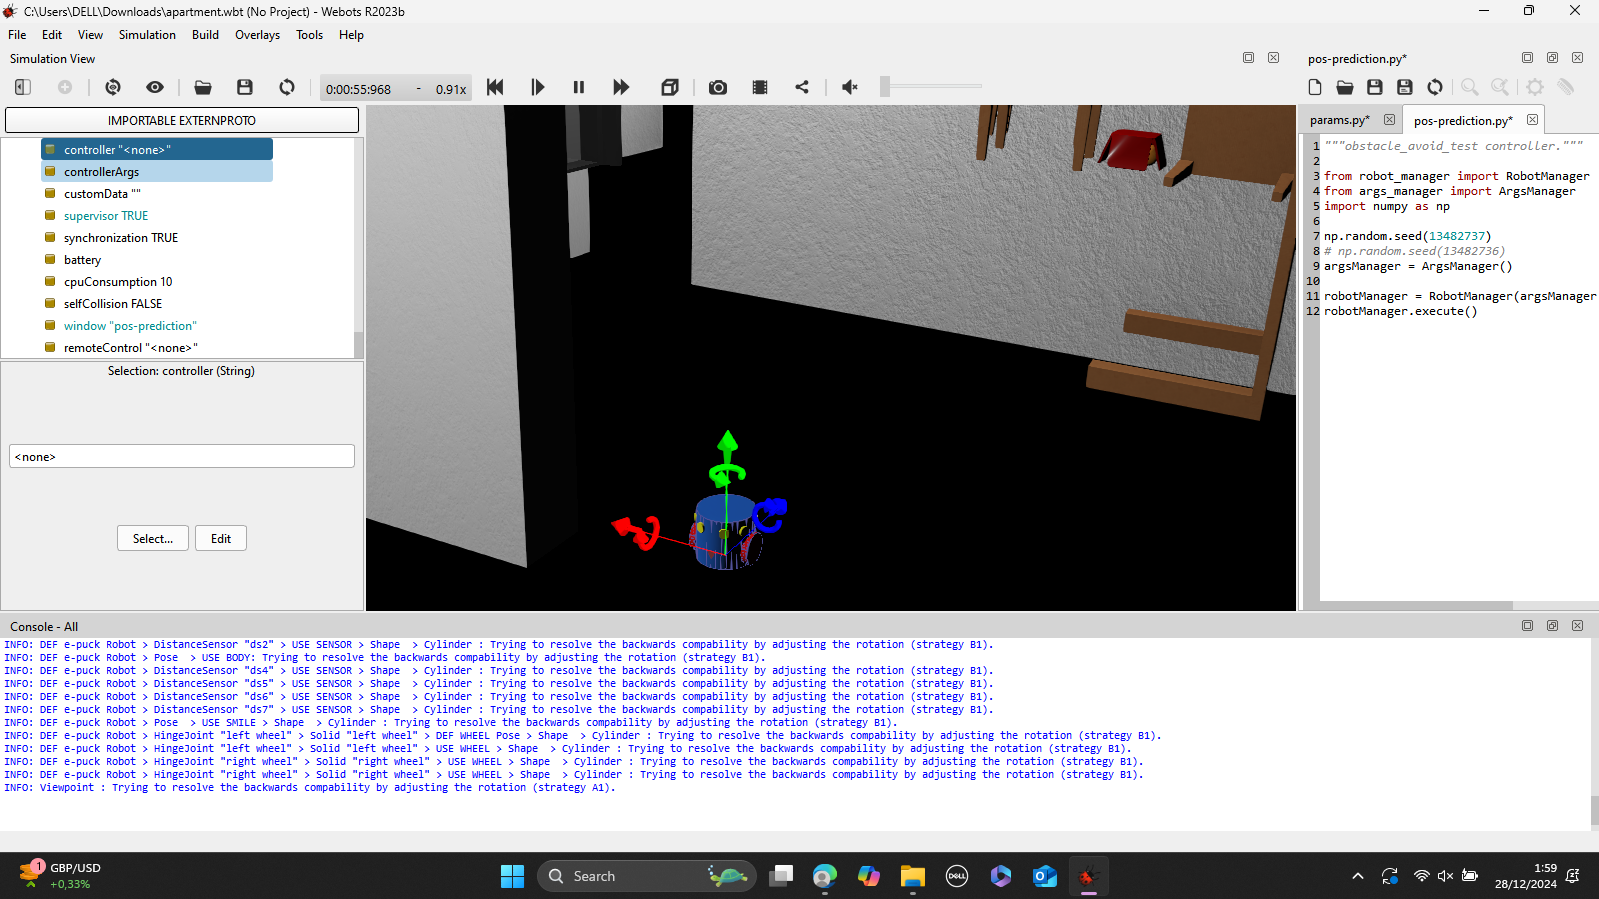 C:\Users\DELL\Downloads\apartment.wbt (No Project) - Webots R2023b
File Edit View Simulation Build Overlays Tools Help
Simulation View
0:00:55:968 - 0.91x
IMPORTABLE EXTERNPROTO
controller "<none>"
controllerArgs
customData ""
supervisor TRUE
synchronization TRUE
battery
cpuConsumption 10
selfCollision FALSE
window "pos-prediction"
remoteControl "<none>"
Selection: controller (String)
<none>
Select... Edit
pos-prediction.py*
params.py* pos-prediction.py*
1 """obstacle_avoid_test controller."""
2
3 from robot_manager import RobotManager
4 from args_manager import ArgsManager
5 import numpy as np
6
7 np.random.seed(13482737)
8 # np.random.seed(13482736)
9 argsManager = ArgsManager()
10
11 robotManager = RobotManager(argsManager
12 robotManager.execute()
Console - All
INFO: DEF e-puck Robot > DistanceSensor "ds2" > USE SENSOR > Shape  > Cylinder : Trying to resolve the backwards compability by adjusting the rotation (strategy B1).
INFO: DEF e-puck Robot > Pose  > USE BODY: Trying to resolve the backwards compability by adjusting the rotation (strategy B1).
INFO: DEF e-puck Robot > DistanceSensor "ds4" > USE SENSOR > Shape  > Cylinder : Trying to resolve the backwards compability by adjusting the rotation (strategy B1).
INFO: DEF e-puck Robot > DistanceSensor "ds5" > USE SENSOR > Shape  > Cylinder : Trying to resolve the backwards compability by adjusting the rotation (strategy B1).
INFO: DEF e-puck Robot > DistanceSensor "ds6" > USE SENSOR > Shape  > Cylinder : Trying to resolve the backwards compability by adjusting the rotation (strategy B1).
INFO: DEF e-puck Robot > DistanceSensor "ds7" > USE SENSOR > Shape  > Cylinder : Trying to resolve the backwards compability by adjusting the rotation (strategy B1).
INFO: DEF e-puck Robot > Pose  > USE SMILE > Shape  > Cylinder : Trying to resolve the backwards compability by adjusting the rotation (strategy B1).
INFO: DEF e-puck Robot > HingeJoint "left wheel" > Solid "left wheel" > DEF WHEEL Pose > Shape  > Cylinder : Trying to resolve the backwards compability by adjusting the rotation (strategy B1).
INFO: DEF e-puck Robot > HingeJoint "left wheel" > Solid "left wheel" > USE WHEEL > Shape  > Cylinder : Trying to resolve the backwards compability by adjusting the rotation (strategy B1).
INFO: DEF e-puck Robot > HingeJoint "right wheel" > Solid "right wheel" > USE WHEEL > Shape  > Cylinder : Trying to resolve the backwards compability by adjusting the rotation (strategy B1).
INFO: DEF e-puck Robot > HingeJoint "right wheel" > Solid "right wheel" > USE WHEEL > Shape  > Cylinder : Trying to resolve the backwards compability by adjusting the rotation (strategy B1).
INFO: Viewpoint : Trying to resolve the backwards compability by adjusting the rotation (strategy A1).
1 GBP/USD
+0,33%
Search
DELL
1:59
28/12/2024